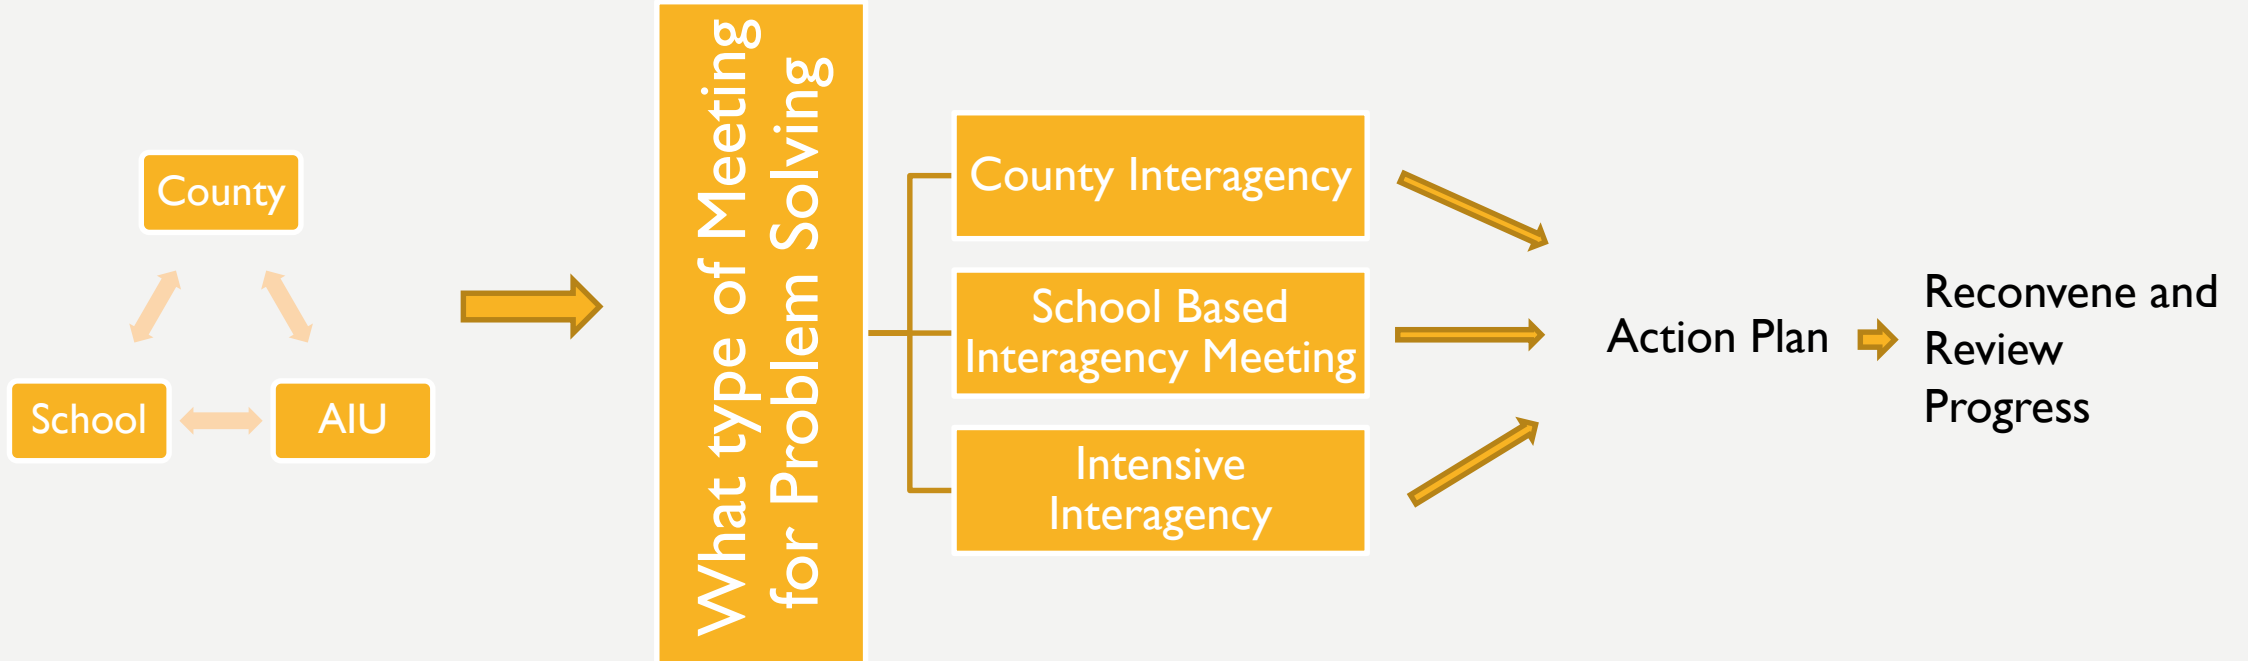 County
School
AIU
What type of Meeting
for Problem Solving
County Interagency
School Based
Interagency Meeting
Intensive
Interagency
Action Plan
Reconvene and
Review
Progress